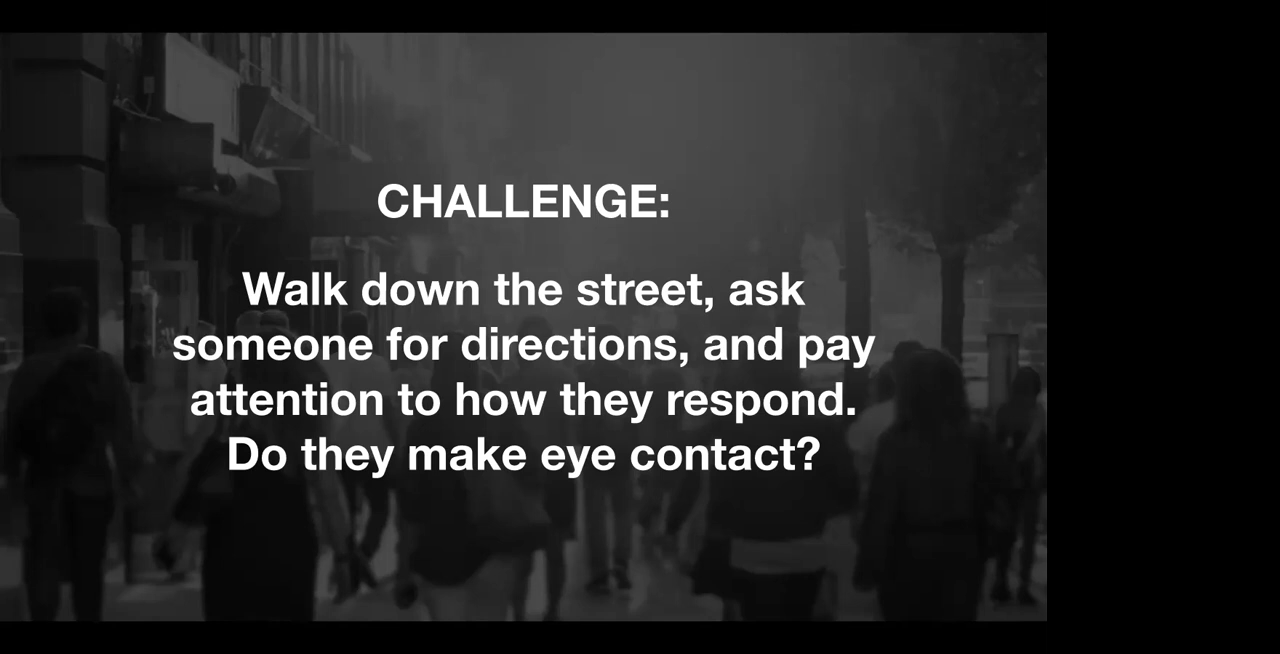 CHALLENGE:
Walk down the street, ask
someone for directions, and pay
attention to how they respond.
Do they make eye contact?